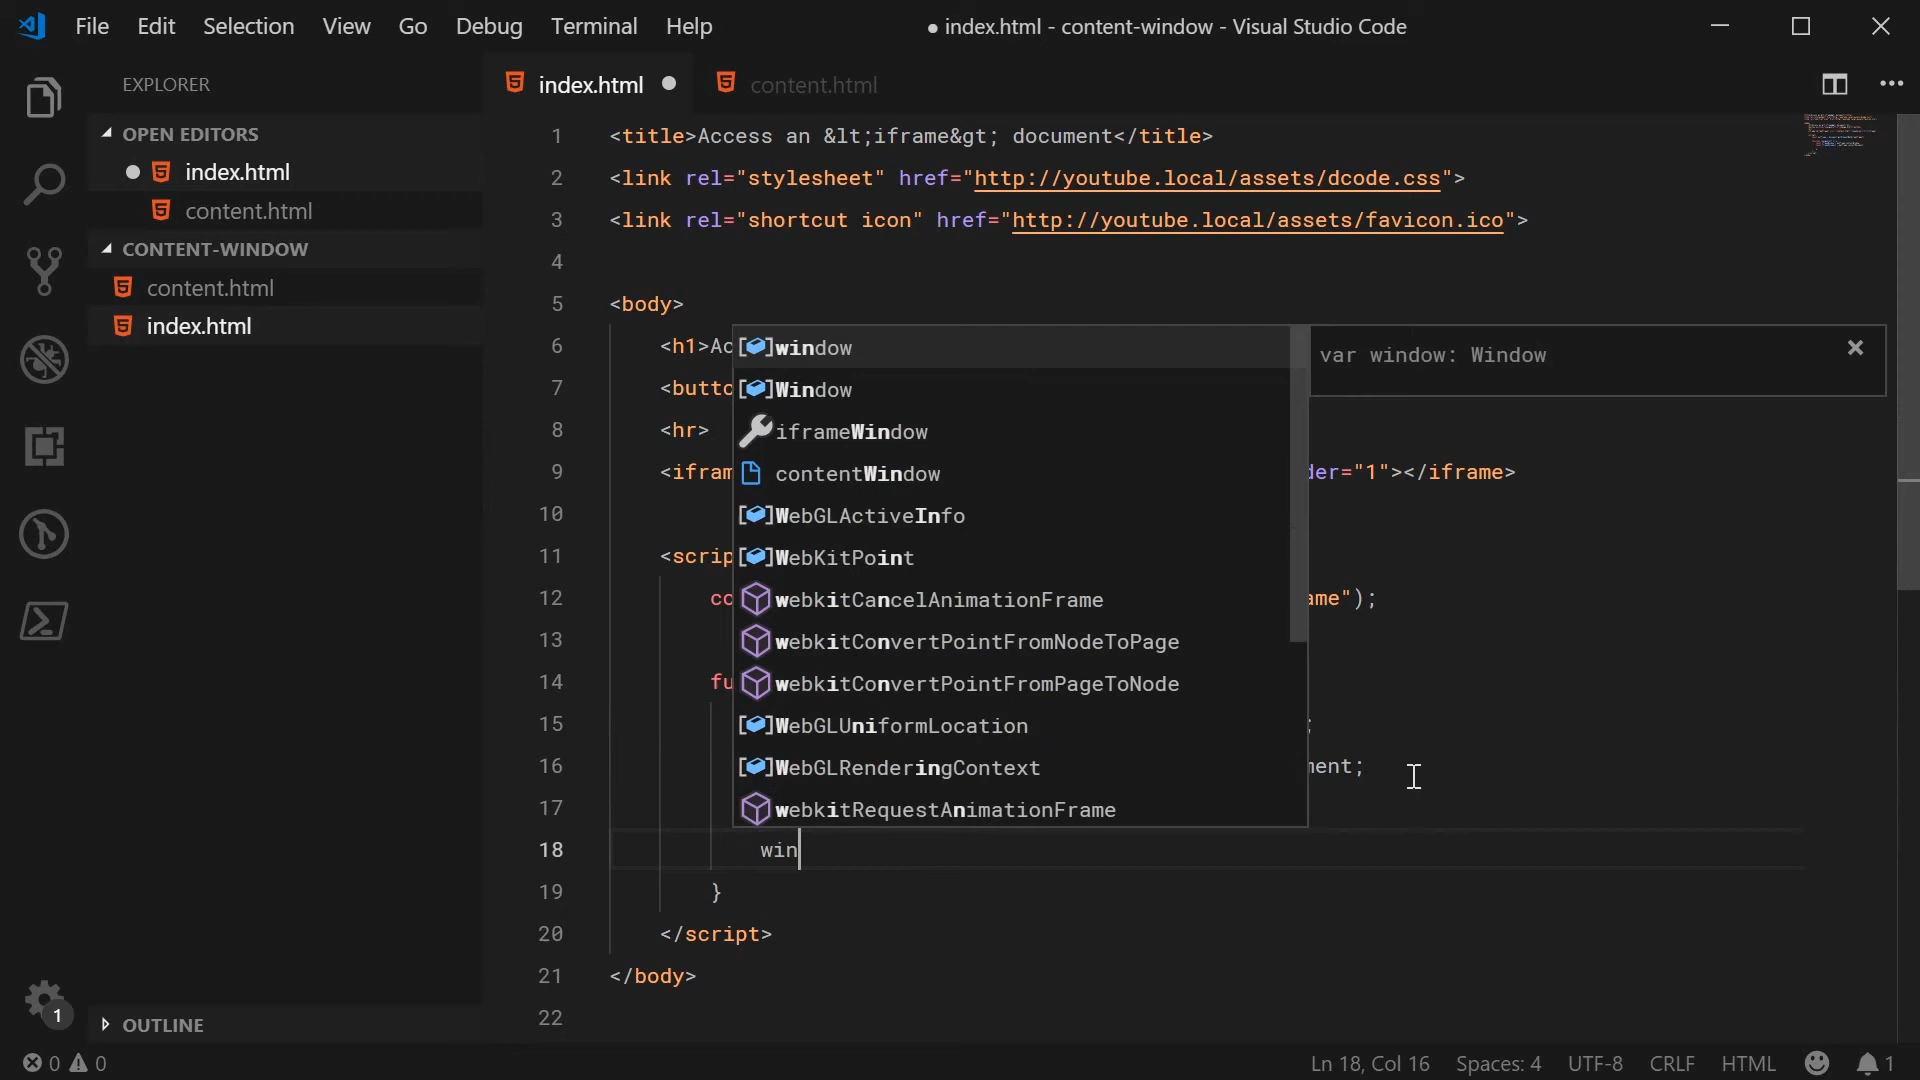 File Edit Selection View Go Debug Terminal Help
● index.html - content-window - Visual Studio Code
EXPLORER
OPEN EDITORS
index.html
content.html
CONTENT-WINDOW
content.html
index.html
OUTLINE
index.html
content.html
1 <title>Access an &lt;iframe&gt; document</title>
2 <link rel="stylesheet" href="http://youtube.local/assets/dcode.css">
3 <link rel="shortcut icon" href="http://youtube.local/assets/favicon.ico">
4
5 <body>
6 <h1>Ac
7 <butto
8 <hr>
9 <ifram der="1"></iframe>
10
11 <scrip
12 co ame");
13
14 fu
15 ;
16 ment;
17
18 win
19 }
20 </script>
21 </body>
22
window
Window
iframeWindow
contentWindow
WebGLActiveInfo
WebKitPoint
webkitCancelAnimationFrame
webkitConvertPointFromNodeToPage
webkitConvertPointFromPageToNode
WebGLUniformLocation
WebGLRenderingContext
webkitRequestAnimationFrame
var window: Window
1
0 0
Ln 18, Col 16 Spaces: 4 UTF-8 CRLF HTML 1